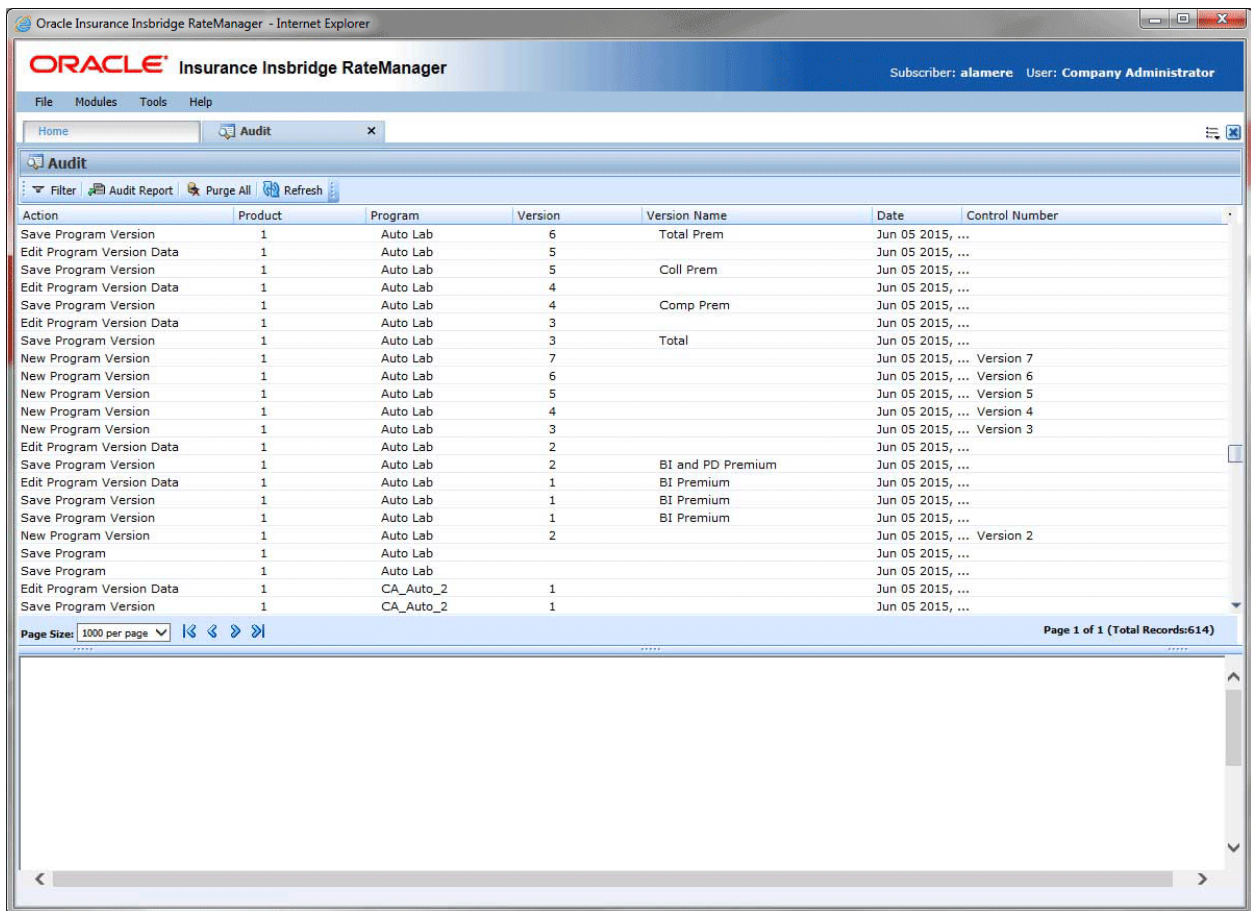 Oracle Insurance Insbridge RateManager - Internet Explorer
ORACLE Insurance Insbridge RateManager
Subscriber: alamere User: Company Administrator
File Modules Tools Help
Home Audit
Audit
Filter Audit Report Purge All Refresh
Action Product Program Version Version Name Date Control Number
Save Program Version 1 Auto Lab 6 Total Prem Jun 05 2015, ...
Edit Program Version Data 1 Auto Lab 5 Jun 05 2015, ...
Save Program Version 1 Auto Lab 5 Coll Prem Jun 05 2015, ...
Edit Program Version Data 1 Auto Lab 4 Jun 05 2015, ...
Save Program Version 1 Auto Lab 4 Comp Prem Jun 05 2015, ...
Edit Program Version Data 1 Auto Lab 3 Jun 05 2015, ...
Save Program Version 1 Auto Lab 3 Total Jun 05 2015, ...
New Program Version 1 Auto Lab 7 Jun 05 2015, ... Version 7
New Program Version 1 Auto Lab 6 Jun 05 2015, ... Version 6
New Program Version 1 Auto Lab 5 Jun 05 2015, ... Version 5
New Program Version 1 Auto Lab 4 Jun 05 2015, ... Version 4
New Program Version 1 Auto Lab 3 Jun 05 2015, ... Version 3
Edit Program Version Data 1 Auto Lab 2 Jun 05 2015, ...
Save Program Version 1 Auto Lab 2 BI and PD Premium Jun 05 2015, ...
Edit Program Version Data 1 Auto Lab 1 BI Premium Jun 05 2015, ...
Save Program Version 1 Auto Lab 1 BI Premium Jun 05 2015, ...
Save Program Version 1 Auto Lab 1 BI Premium Jun 05 2015, ...
New Program Version 1 Auto Lab 2 Jun 05 2015, ... Version 2
Save Program 1 Auto Lab Jun 05 2015, ...
Save Program 1 Auto Lab Jun 05 2015, ...
Edit Program Version Data 1 CA_Auto_2 1 Jun 05 2015, ...
Save Program Version 1 CA_Auto_2 1 Jun 05 2015, ...
Page Size: 1000 per page Page 1 of 1 (Total Records:614)